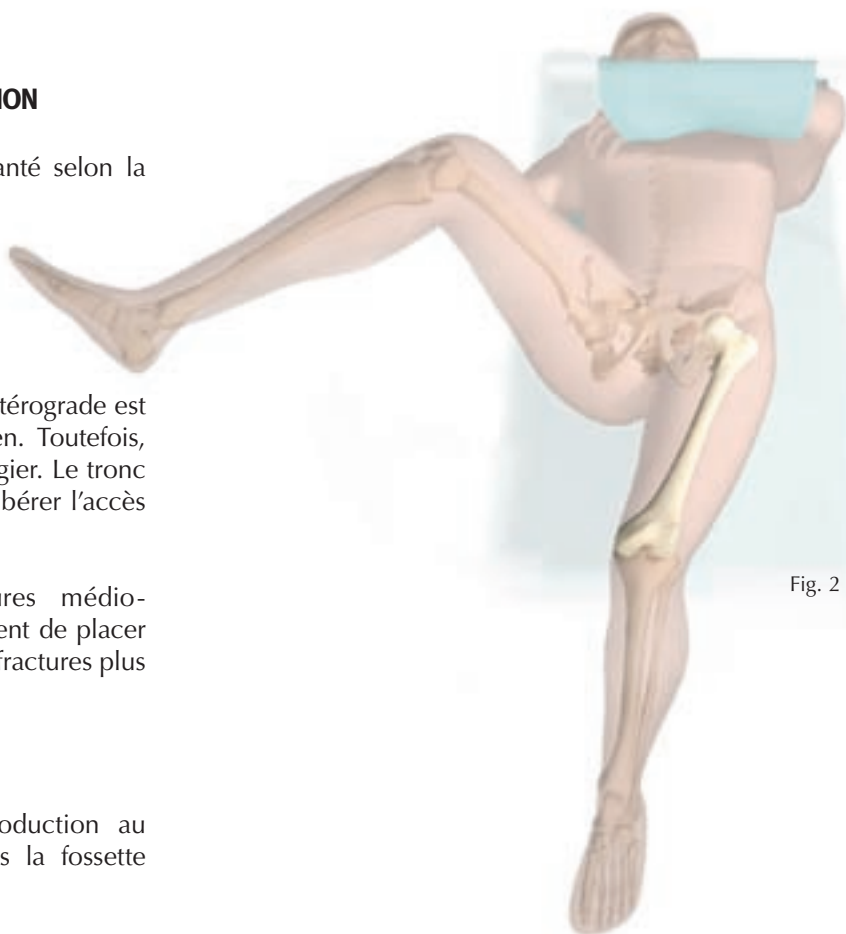 ION
anté selon la
térograde est
en. Toutefois,
gier. Le tronc
bérer l'accès
ures médio-
ent de placer
fractures plus
oduction au
s la fossette
Fig. 2